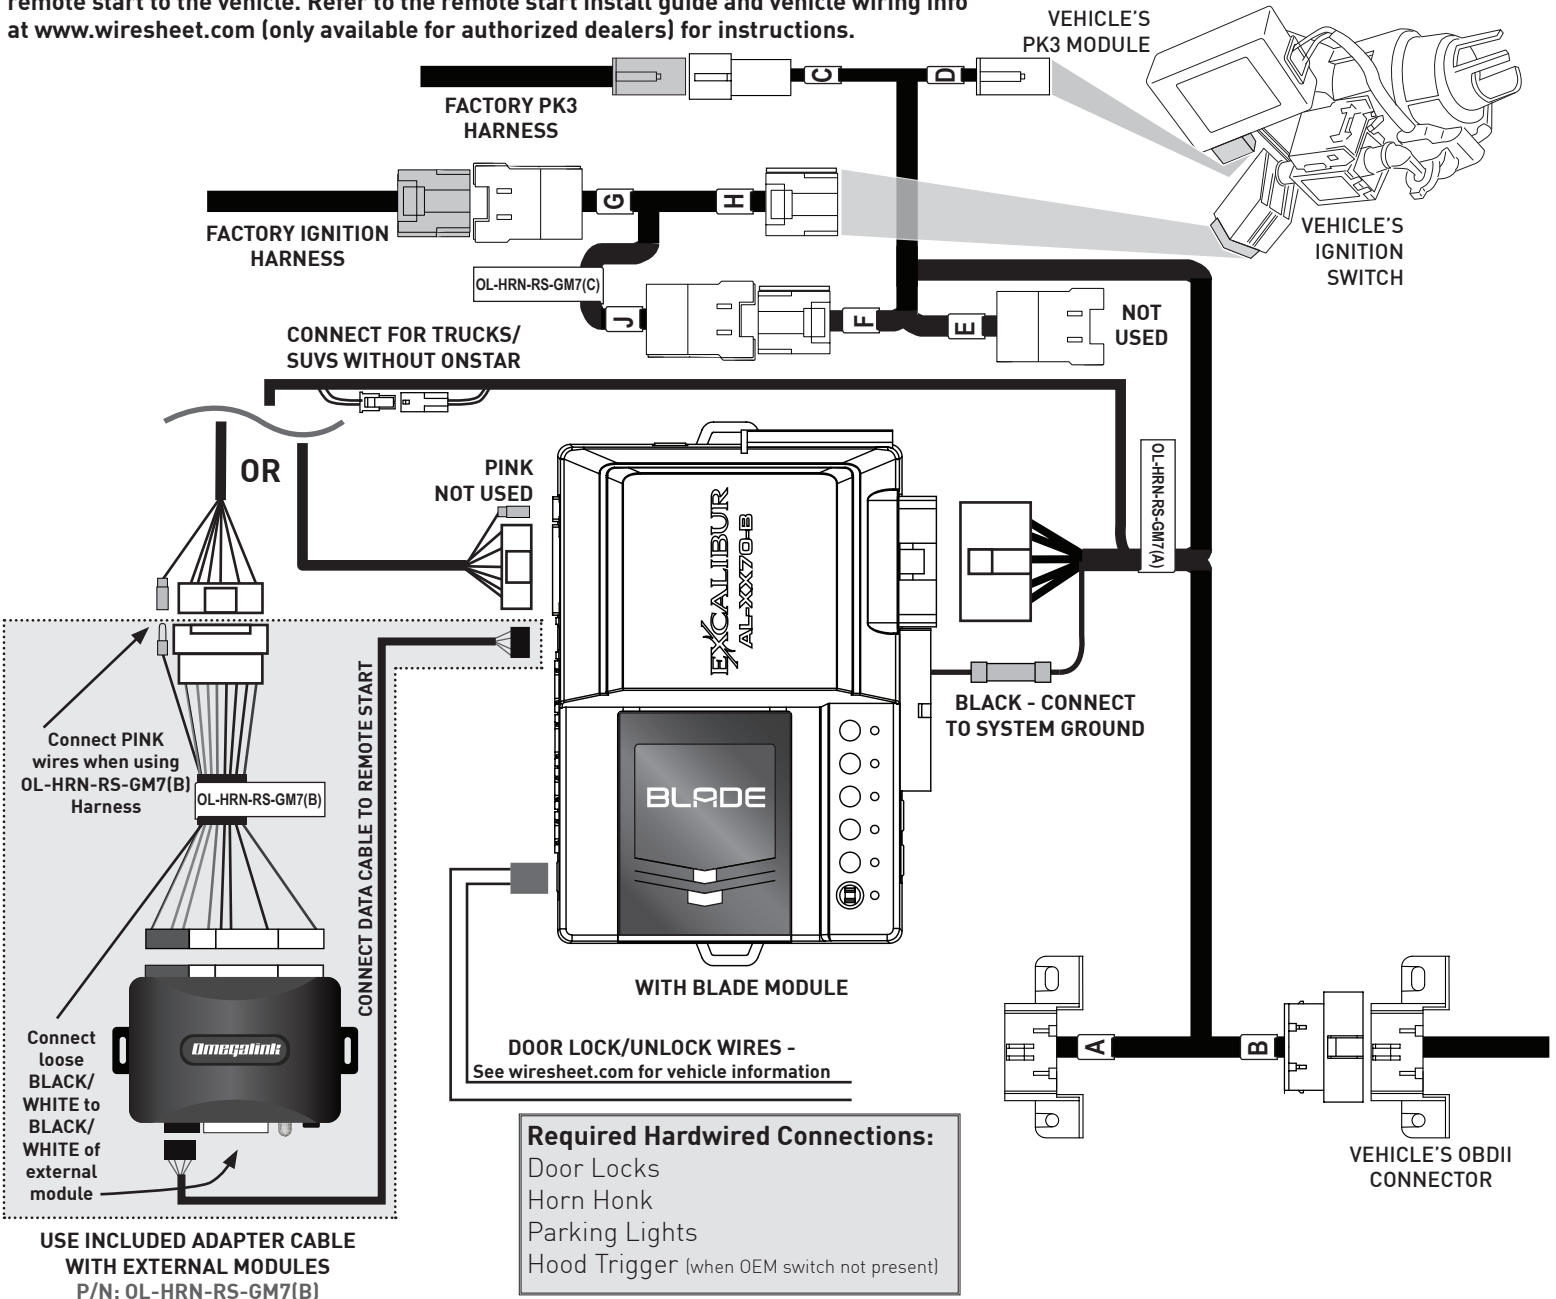 remote start to the vehicle. Refer to the remote start install guide and vehicle wiring info
at www.wiresheet.com (only available for authorized dealers) for instructions.
VEHICLE'S
PK3 MODULE
C
D
FACTORY PK3
HARNESS
G
H
FACTORY IGNITION
HARNESS
VEHICLE'S
IGNITION
SWITCH
OL-HRN-RS-GM7(C)
J
F
E
NOT
USED
CONNECT FOR TRUCKS/
SUVS WITHOUT ONSTAR
OR
PINK
NOT USED
EXCALIBUR
AL-XX70-B
OL-HRN-RS-GM7(A)
BLACK - CONNECT
TO SYSTEM GROUND
Connect PINK
wires when using
OL-HRN-RS-GM7(B)
Harness
OL-HRN-RS-GM7(B)
CONNECT DATA CABLE TO REMOTE START
BLADE
WITH BLADE MODULE
Omegalink
Connect
loose
BLACK/
WHITE to
BLACK/
WHITE of
external
module
DOOR LOCK/UNLOCK WIRES -
See wiresheet.com for vehicle information
A
B
VEHICLE'S OBDII
CONNECTOR
Required Hardwired Connections:
Door Locks
Horn Honk
Parking Lights
Hood Trigger (when OEM switch not present)
USE INCLUDED ADAPTER CABLE
WITH EXTERNAL MODULES
P/N: OL-HRN-RS-GM7(B)